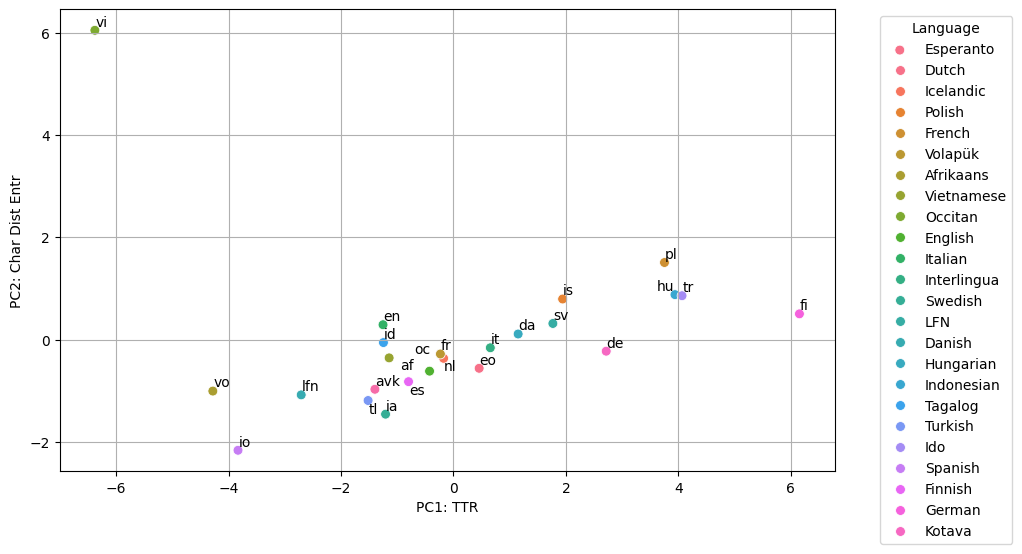 vi
6
4
2
0
−2
PC2: Char Dist Entr
pl
hu
tr
fi
is
sv
da
de
it
eo
en
id
oc
fr
af
nl
avk
es
tl
ia
lfn
vo
io
−6
−4
−2
0
2
4
6
PC1: TTR
Language
Esperanto
Dutch
Icelandic
Polish
French
Volapük
Afrikaans
Vietnamese
Occitan
English
Italian
Interlingua
Swedish
LFN
Danish
Hungarian
Indonesian
Tagalog
Turkish
Ido
Spanish
Finnish
German
Kotava